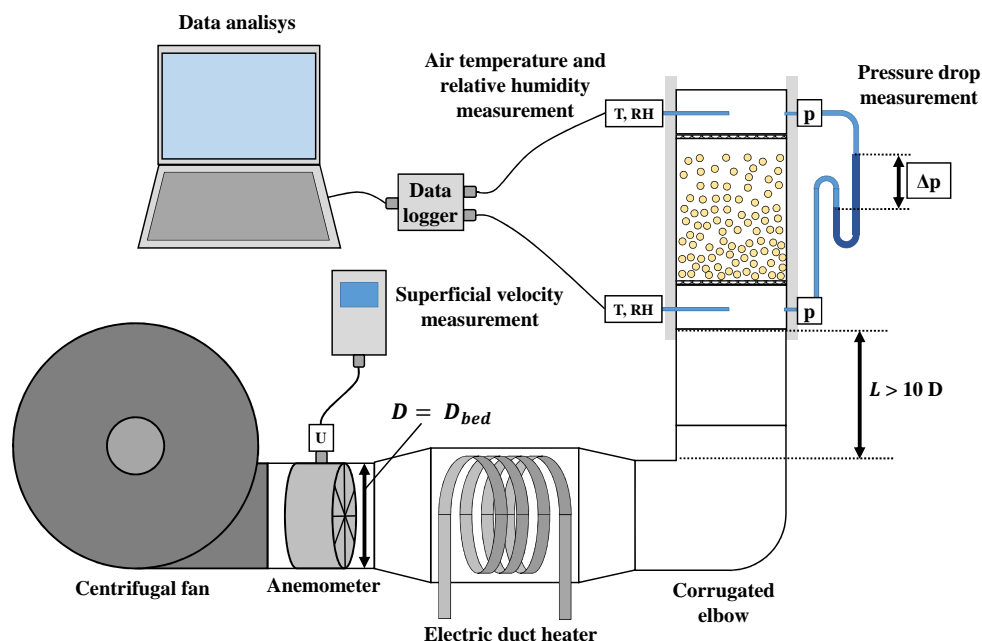 Data analisys
Air temperature and
relative humidity
measurement
Pressure drop
measurement
T, RH
p
Δp
Data
logger
Superficial velocity
measurement
T, RH
p
L > 10 D
D = D_bed
U
Centrifugal fan
Anemometer
Corrugated
elbow
Electric duct heater